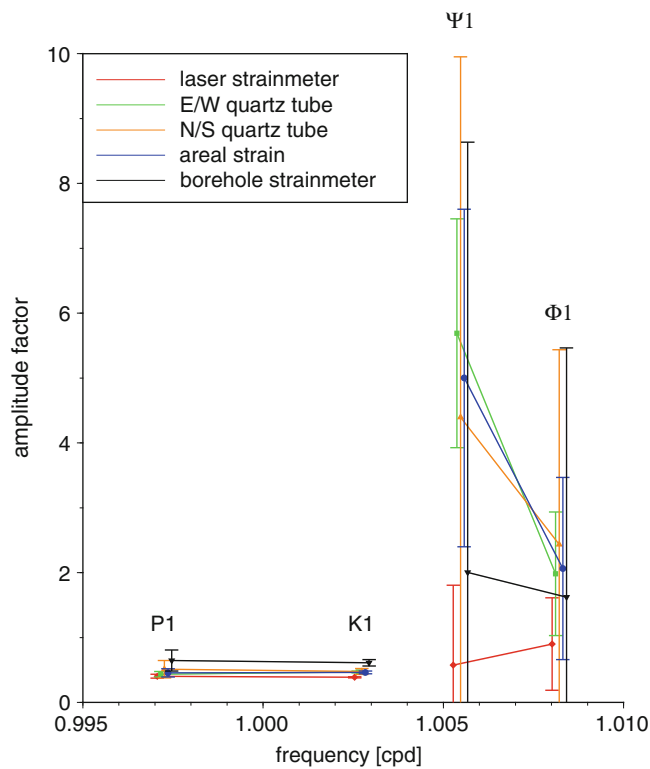 Ψ1
10
laser strainmeter
E/W quartz tube
N/S quartz tube
areal strain
borehole strainmeter
8
Φ1
6
amplitude factor
4
2
P1 K1
0
0.995 1.000 1.005 1.010
frequency [cpd]